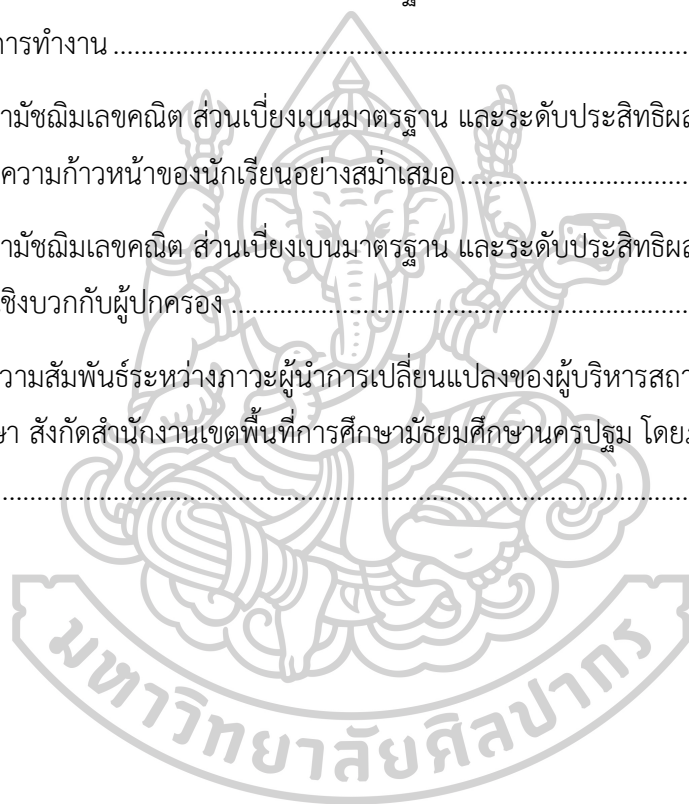 การทำงาน
ามัชฌิมเลขคณิต ส่วนเบี่ยงเบนมาตรฐาน และระดับประสิทธิผล
ความก้าวหน้าของนักเรียนอย่างสม่ำเสมอ
ามัชฌิมเลขคณิต ส่วนเบี่ยงเบนมาตรฐาน และระดับประสิทธิผล
เชิงบวกกับผู้ปกครอง
วามสัมพันธ์ระหว่างภาวะผู้นำการเปลี่ยนแปลงของผู้บริหารสถา
ษา สังกัดสำนักงานเขตพื้นที่การศึกษามัธยมศึกษานครปฐม โดยภ
มหาวิทยาลัยศิลปากร